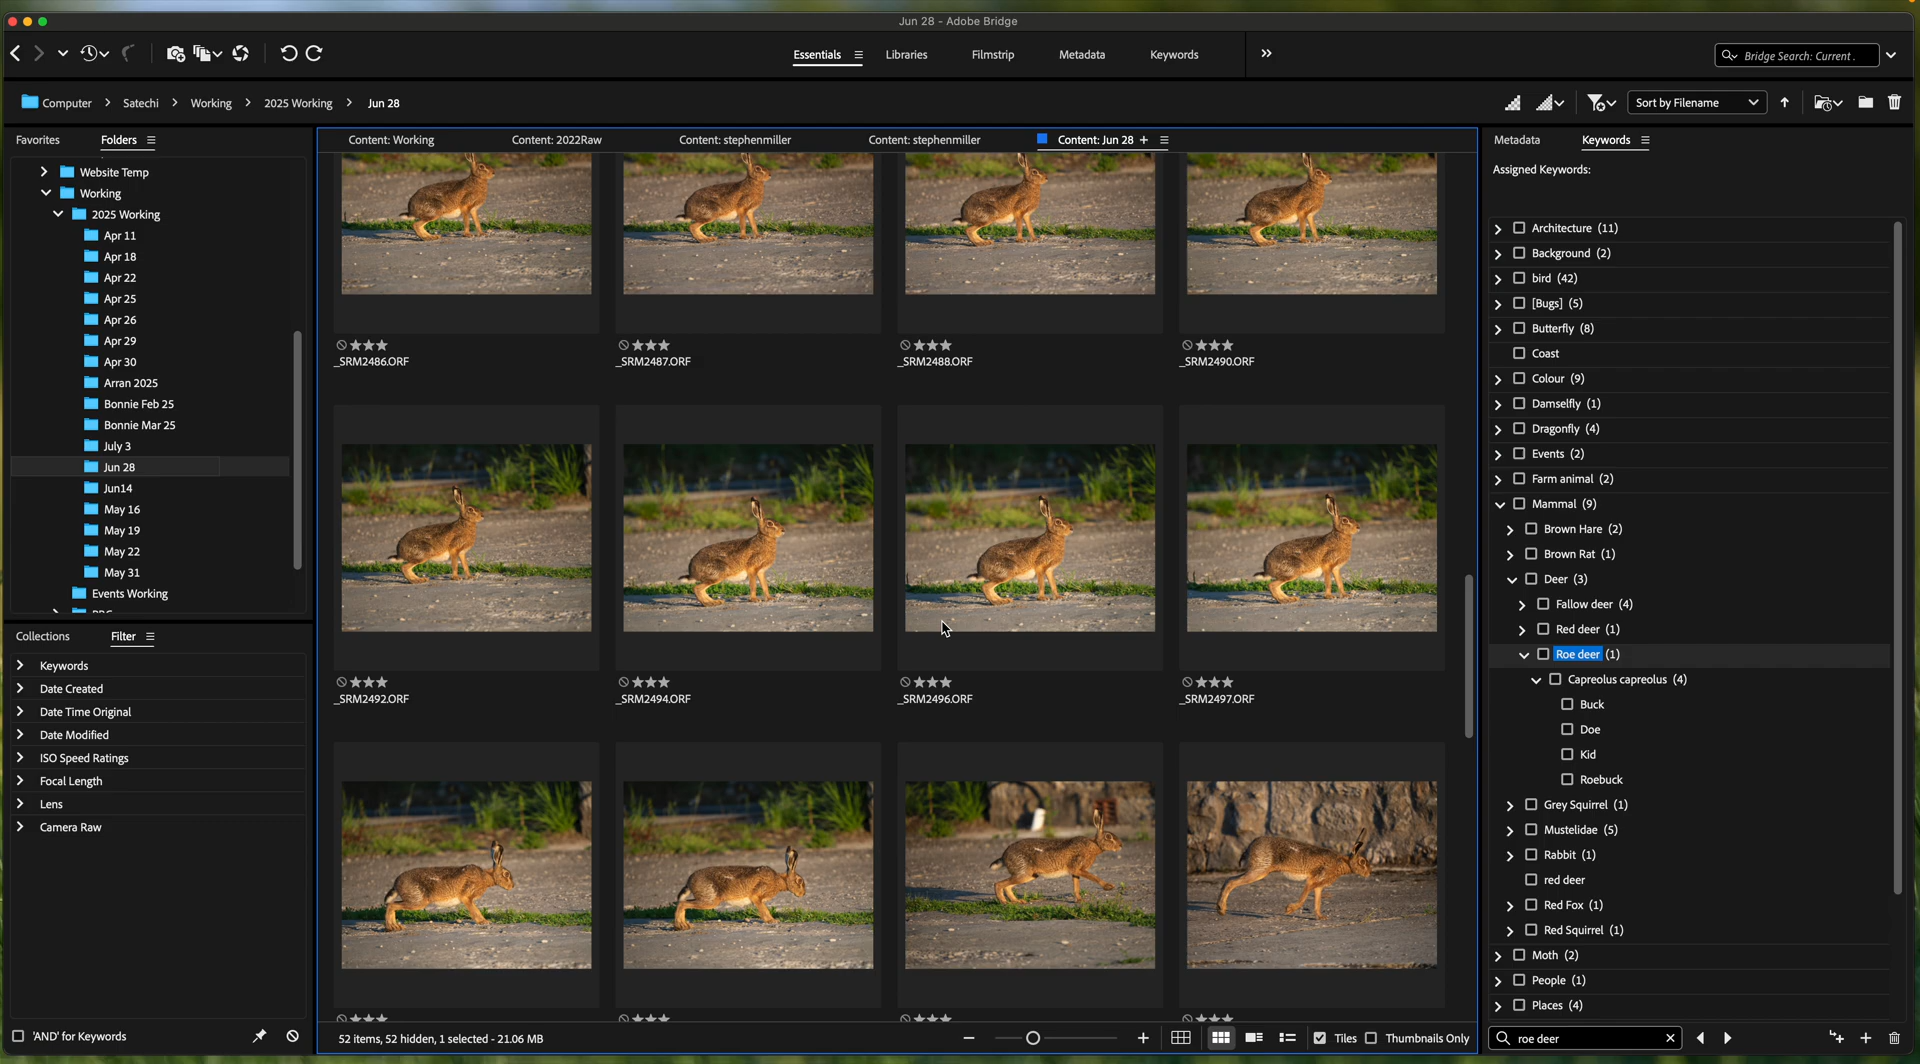 Jun 28 - Adobe Bridge
Essentials
Libraries
Filmstrip
Metadata
Keywords
Bridge Search: Current .
Computer
Satechi
Working
2025 Working
Jun 28
Sort by Filename
Favorites
Folders
Website Temp
Working
2025 Working
Apr 11
Apr 18
Apr 22
Apr 25
Apr 26
Apr 29
Apr 30
Arran 2025
Bonnie Feb 25
Bonnie Mar 25
July 3
Jun 28
Jun14
May 16
May 19
May 22
May 31
Events Working
Collections
Filter
Keywords
Date Created
Date Time Original
Date Modified
ISO Speed Ratings
Focal Length
Lens
Camera Raw
'AND' for Keywords
Content: Working
Content: 2022Raw
Content: stephenmiller
Content: stephenmiller
Content: Jun 28
_SRM2486.ORF
_SRM2487.ORF
_SRM2488.ORF
_SRM2490.ORF
_SRM2492.ORF
_SRM2494.ORF
_SRM2496.ORF
_SRM2497.ORF
52 items, 52 hidden, 1 selected - 21.06 MB
Tiles
Thumbnails Only
Metadata
Keywords
Assigned Keywords:
Architecture (11)
Background (2)
bird (42)
[Bugs] (5)
Butterfly (8)
Coast
Colour (9)
Damselfly (1)
Dragonfly (4)
Events (2)
Farm animal (2)
Mammal (9)
Brown Hare (2)
Brown Rat (1)
Deer (3)
Fallow deer (4)
Red deer (1)
Roe deer (1)
Capreolus capreolus (4)
Buck
Doe
Kid
Roebuck
Grey Squirrel (1)
Mustelidae (5)
Rabbit (1)
red deer
Red Fox (1)
Red Squirrel (1)
Moth (2)
People (1)
Places (4)
roe deer